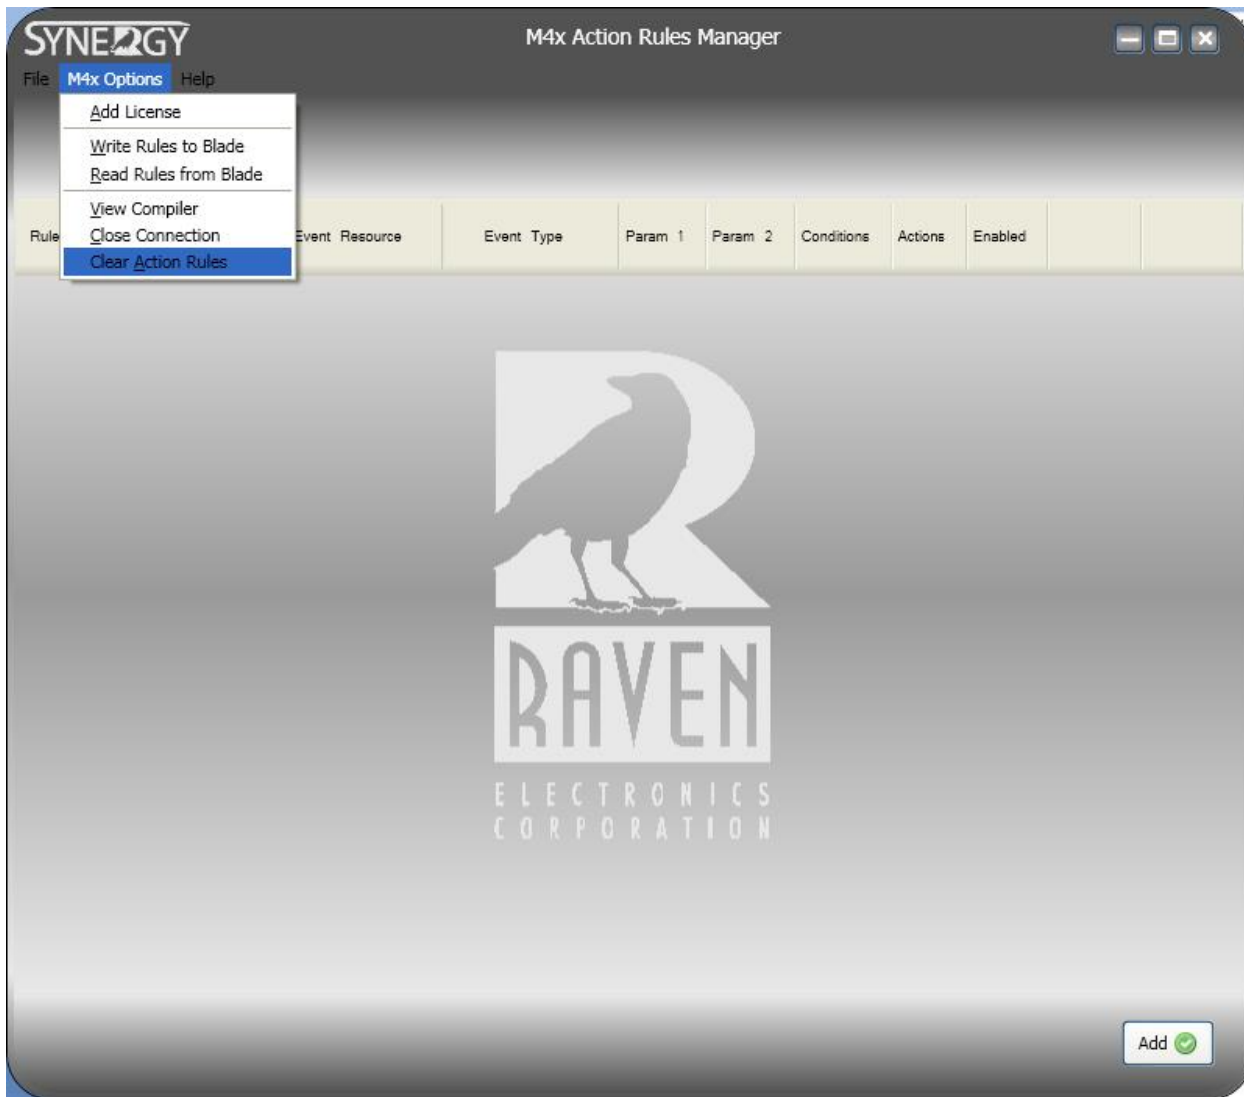 SYNERGY
M4x Action Rules Manager
File M4x Options Help
Add License
Write Rules to Blade
Read Rules from Blade
View Compiler
Close Connection
Clear Action Rules
Rule Event Resource Event Type Param 1 Param 2 Conditions Actions Enabled
RAVEN
ELECTRONICS
CORPORATION
Add